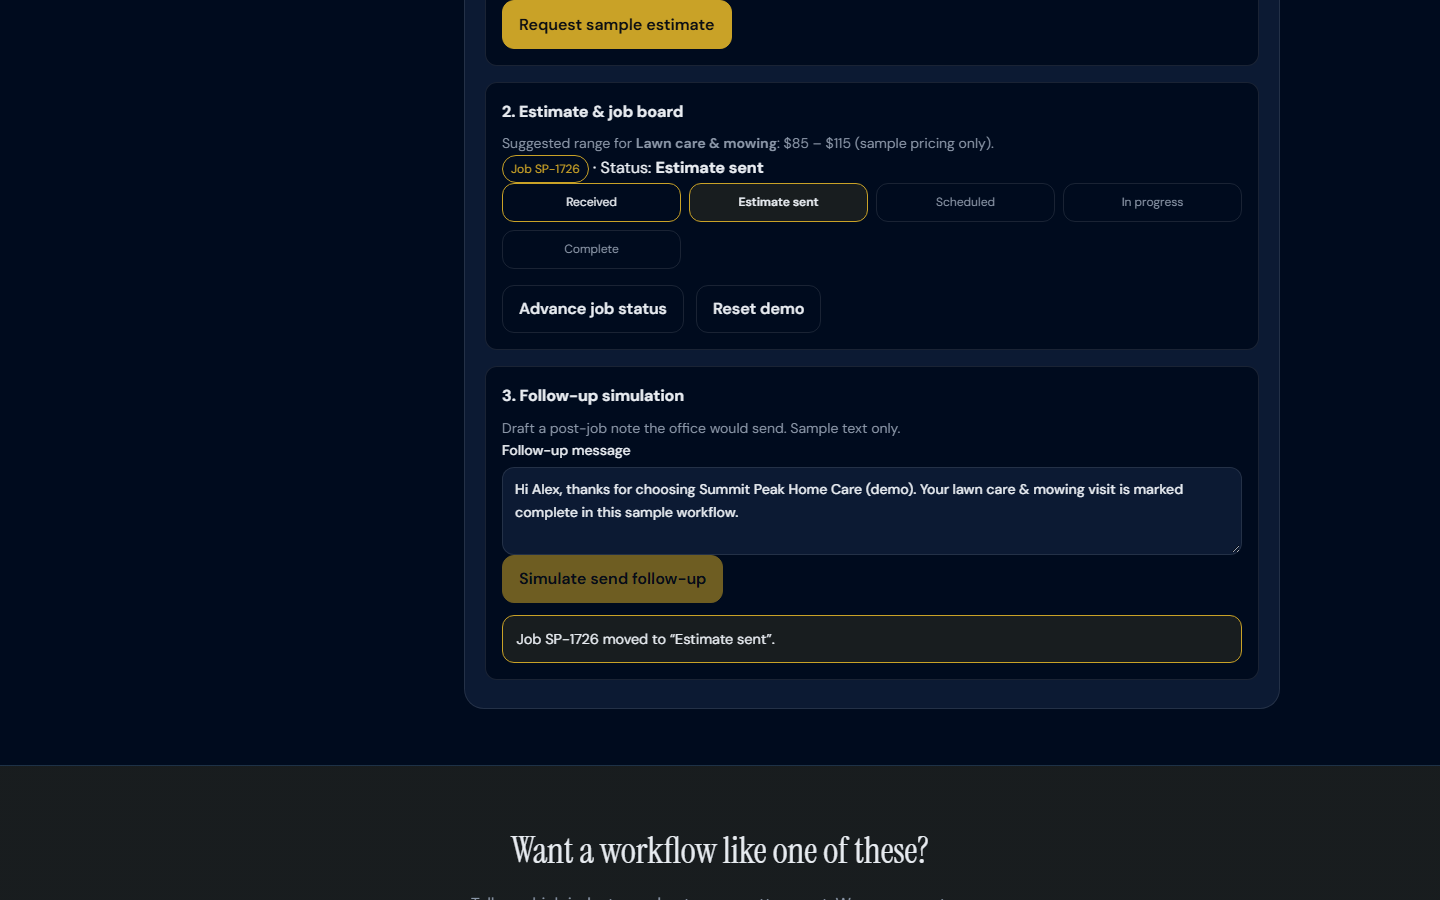 Request sample estimate
2. Estimate & job board
Suggested range for Lawn care & mowing: $85 – $115 (sample pricing only).
Job SP-1726 · Status: Estimate sent
Received
Estimate sent
Scheduled
In progress
Complete
Advance job status
Reset demo
3. Follow-up simulation
Draft a post-job note the office would send. Sample text only.
Follow-up message
Hi Alex, thanks for choosing Summit Peak Home Care (demo). Your lawn care & mowing visit is marked
complete in this sample workflow.
Simulate send follow-up
Job SP-1726 moved to “Estimate sent”.
Want a workflow like one of these?